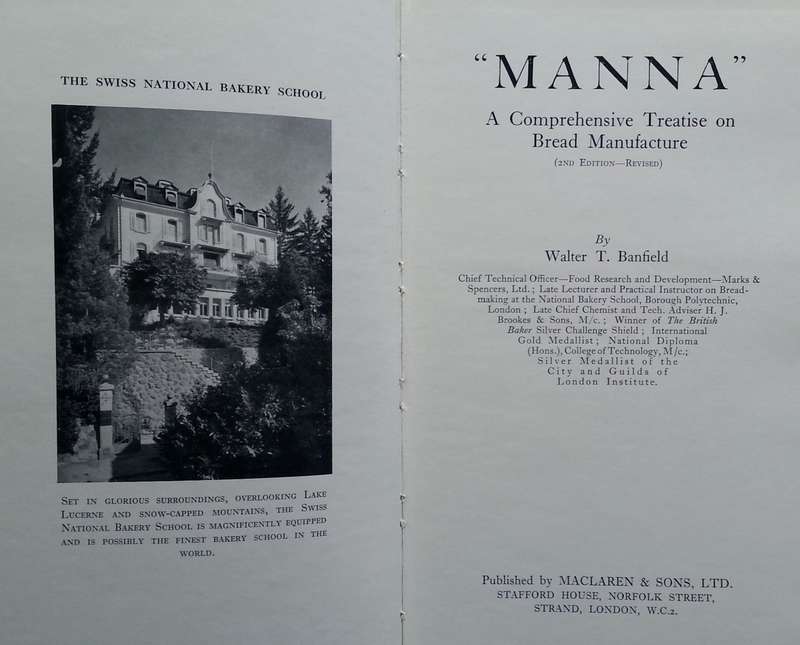 THE SWISS NATIONAL BAKERY SCHOOL
SET IN GLORIOUS SURROUNDINGS, OVERLOOKING LAKE
LUCERNE AND SNOW-CAPPED MOUNTAINS, THE SWISS
NATIONAL BAKERY SCHOOL IS MAGNIFICENTLY EQUIPPED
AND IS POSSIBLY THE FINEST BAKERY SCHOOL IN THE
WORLD.
“MANNA”
A Comprehensive Treatise on
Bread Manufacture
(2ND EDITION—REVISED)
By
Walter T. Banfield
Chief Technical Officer—Food Research and Development—Marks &
Spencers, Ltd.; Late Lecturer and Practical Instructor on Bread-
making at the National Bakery School, Borough Polytechnic,
London; Late Chief Chemist and Tech. Adviser H. J.
Brookes & Sons, M/c.; Winner of The British
Baker Silver Challenge Shield; International
Gold Medallist; National Diploma
(Hons.), College of Technology, M/c.;
Silver Medallist of the
City and Guilds of
London Institute.
Published by MACLAREN & SONS, LTD.
STAFFORD HOUSE, NORFOLK STREET,
STRAND, LONDON, W.C.2.